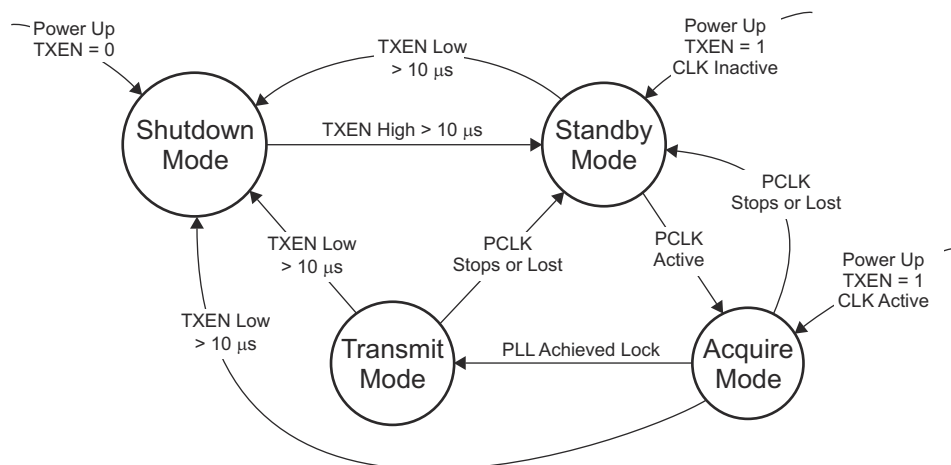 Power Up
TXEN = 0
TXEN Low
> 10 μs
Power Up
TXEN = 1
CLK Inactive
Shutdown
Mode
TXEN High > 10 μs
Standby
Mode
PCLK
Stops or Lost
TXEN Low
> 10 μs
PCLK
Stops or Lost
PCLK
Active
Power Up
TXEN = 1
CLK Active
TXEN Low
> 10 μs
Transmit
Mode
PLL Achieved Lock
Acquire
Mode